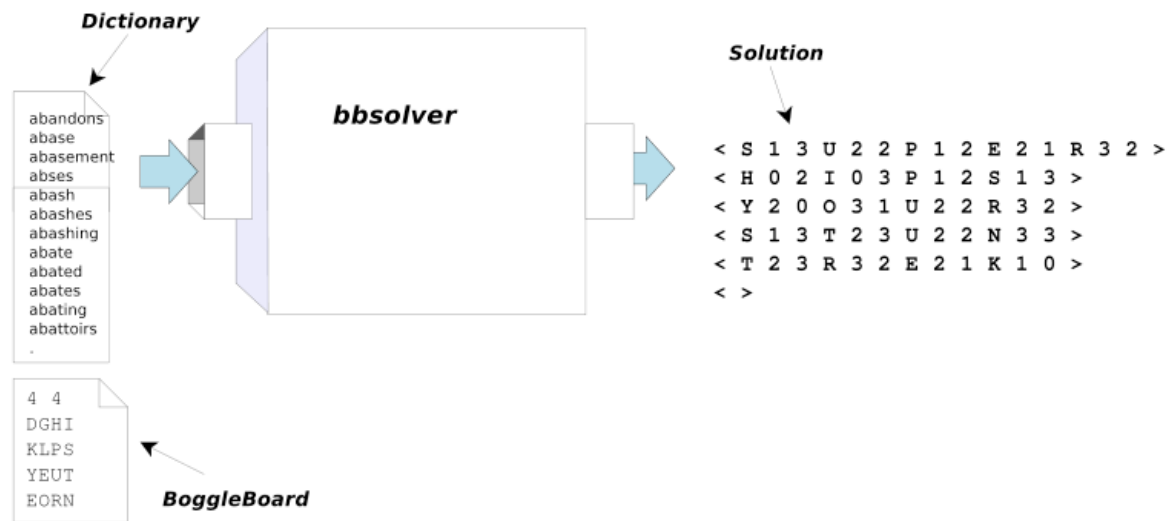 Dictionary
abandons
abase
abasement
abses
abash
abashes
abashing
abate
abated
abates
abating
abattoirs
.
4 4
DGHI
KLPS
YEUT
EORN
BoggleBoard
bbsolver
Solution
< S 1 3 U 2 2 P 1 2 E 2 1 R 3 2 >
< H 0 2 I 0 3 P 1 2 S 1 3 >
< Y 2 0 O 3 1 U 2 2 R 3 2 >
< S 1 3 T 2 3 U 2 2 N 3 3 >
< T 2 3 R 3 2 E 2 1 K 1 0 >
< >